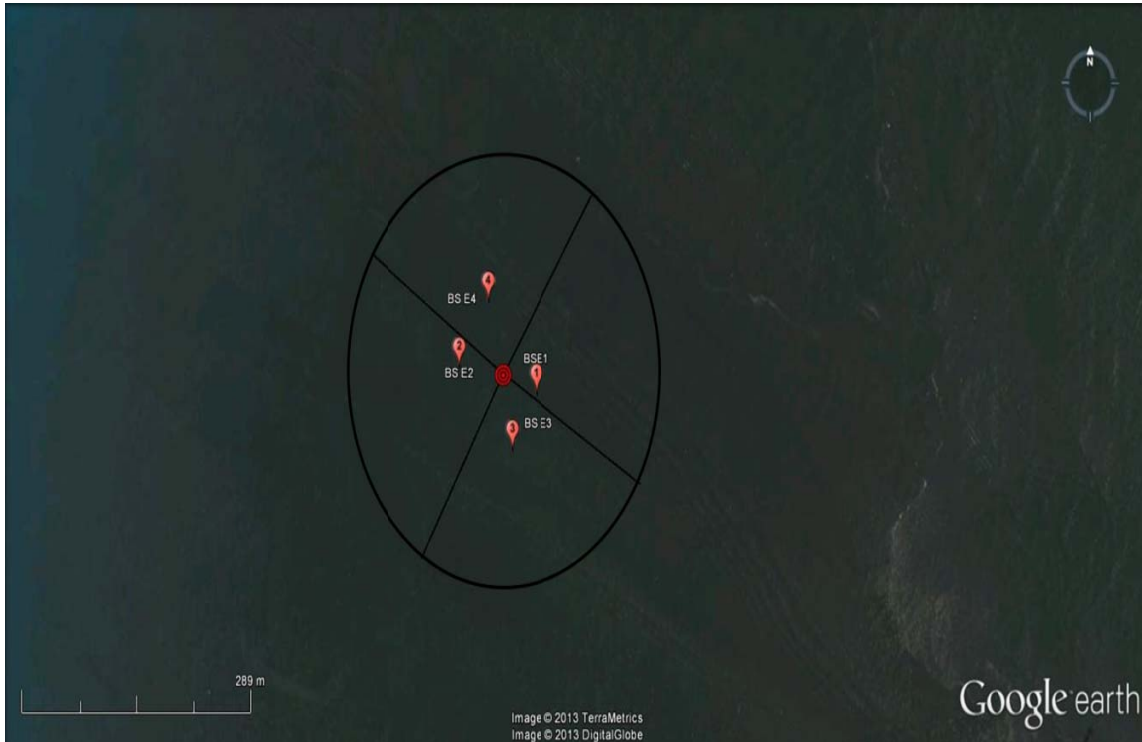 N
4
BS E4
2
BS E2
BSE1
1
BS E3
3
289 m
Image © 2013 TerraMetrics
Image © 2013 DigitalGlobe
Google earth